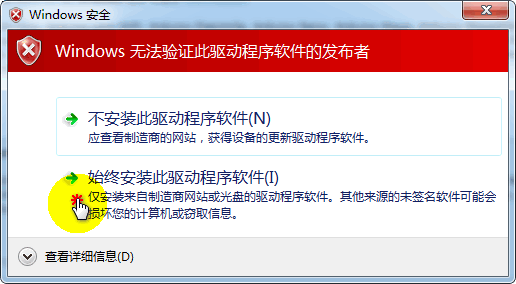 Windows 安全
Windows 无法验证此驱动程序软件的发布者
不安装此驱动程序软件(N)
应查看制造商的网站，获得设备的更新驱动程序软件。
始终安装此驱动程序软件(I)
仅安装来自制造商网站或光盘的驱动程序软件。其他来源的未签名软件可能会
损坏您的计算机或窃取信息。
查看详细信息(D)